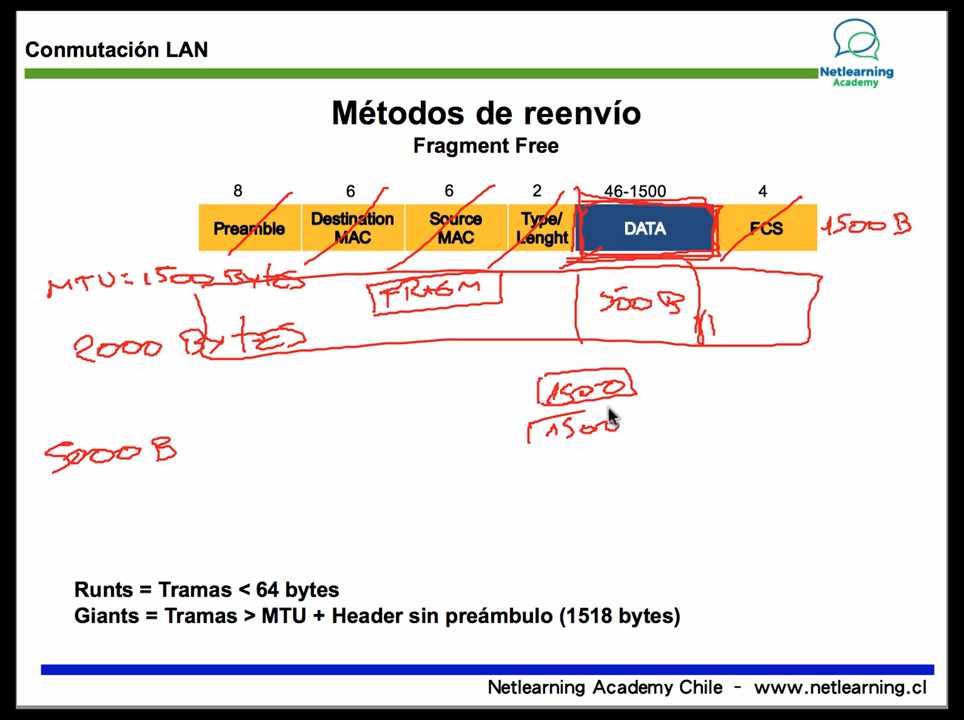 Conmutación LAN
Netlearning
Academy
Métodos de reenvío
Fragment Free
8 6 6 2 46-1500 4
Preamble Destination MAC Source MAC Type/Lenght DATA FCS 1500 B
MTU=1500 Bytes
FRAGM
500 B
2000 BytES
1500
1500
5000 B
Runts = Tramas < 64 bytes
Giants = Tramas > MTU + Header sin preámbulo (1518 bytes)
Netlearning Academy Chile - www.netlearning.cl